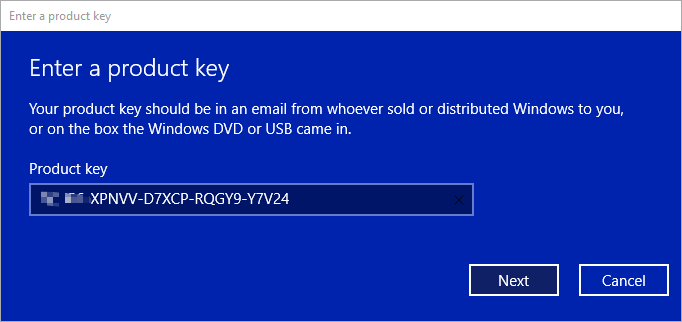 Enter a product key
Enter a product key
Your product key should be in an email from whoever sold or distributed Windows to you,
or on the box the Windows DVD or USB came in.
Product key
XPNVV-D7XCP-RQGY9-Y7V24
Next
Cancel